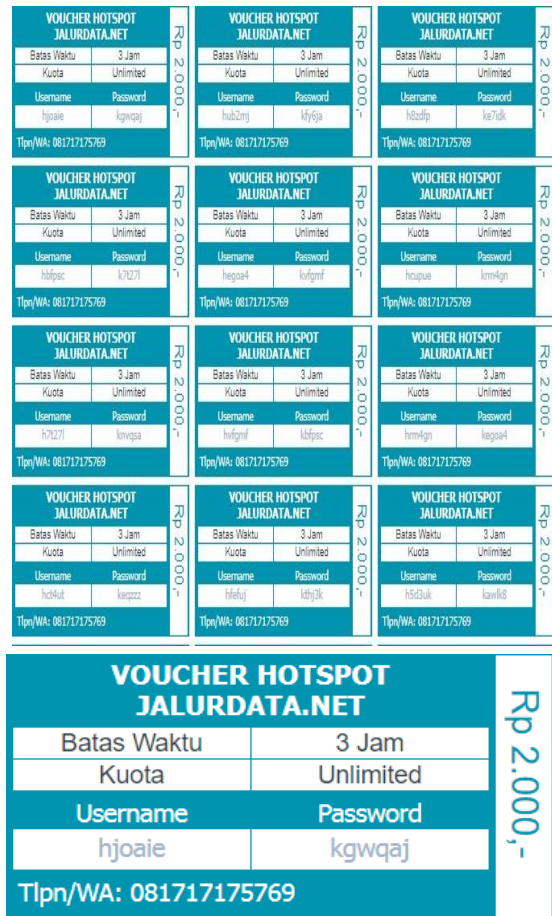 VOUCHER HOTSPOT
JALURDATA.NET
Batas Waktu 3 Jam
Kuota Unlimited
Username Password
hjoaie kgwqaj
Tlpn/WA: 081717175769
Rp 2.000,-
VOUCHER HOTSPOT
JALURDATA.NET
Batas Waktu 3 Jam
Kuota Unlimited
Username Password
hub2mj kfy6ja
Tlpn/WA: 081717175769
Rp 2.000,-
VOUCHER HOTSPOT
JALURDATA.NET
Batas Waktu 3 Jam
Kuota Unlimited
Username Password
h8zdfp ke7idk
Tlpn/WA: 081717175769
Rp 2.000,-
VOUCHER HOTSPOT
JALURDATA.NET
Batas Waktu 3 Jam
Kuota Unlimited
Username Password
hbfpsc k7t27l
Tlpn/WA: 081717175769
Rp 2.000,-
VOUCHER HOTSPOT
JALURDATA.NET
Batas Waktu 3 Jam
Kuota Unlimited
Username Password
hegoa4 kvfgmf
Tlpn/WA: 081717175769
Rp 2.000,-
VOUCHER HOTSPOT
JALURDATA.NET
Batas Waktu 3 Jam
Kuota Unlimited
Username Password
hcupue krm4gn
Tlpn/WA: 081717175769
Rp 2.000,-
VOUCHER HOTSPOT
JALURDATA.NET
Batas Waktu 3 Jam
Kuota Unlimited
Username Password
h7t27l knvqsa
Tlpn/WA: 081717175769
Rp 2.000,-
VOUCHER HOTSPOT
JALURDATA.NET
Batas Waktu 3 Jam
Kuota Unlimited
Username Password
hvfgmf kbfpsc
Tlpn/WA: 081717175769
Rp 2.000,-
VOUCHER HOTSPOT
JALURDATA.NET
Batas Waktu 3 Jam
Kuota Unlimited
Username Password
hrm4gn kegoa4
Tlpn/WA: 081717175769
Rp 2.000,-
VOUCHER HOTSPOT
JALURDATA.NET
Batas Waktu 3 Jam
Kuota Unlimited
Username Password
hct4ut keqzzz
Tlpn/WA: 081717175769
Rp 2.000,-
VOUCHER HOTSPOT
JALURDATA.NET
Batas Waktu 3 Jam
Kuota Unlimited
Username Password
hfefuj kthj3k
Tlpn/WA: 081717175769
Rp 2.000,-
VOUCHER HOTSPOT
JALURDATA.NET
Batas Waktu 3 Jam
Kuota Unlimited
Username Password
h5d3uk kawlk8
Tlpn/WA: 081717175769
Rp 2.000,-
VOUCHER HOTSPOT
JALURDATA.NET
Batas Waktu 3 Jam
Kuota Unlimited
Username Password
hjoaie kgwqaj
Tlpn/WA: 081717175769
Rp 2.000,-